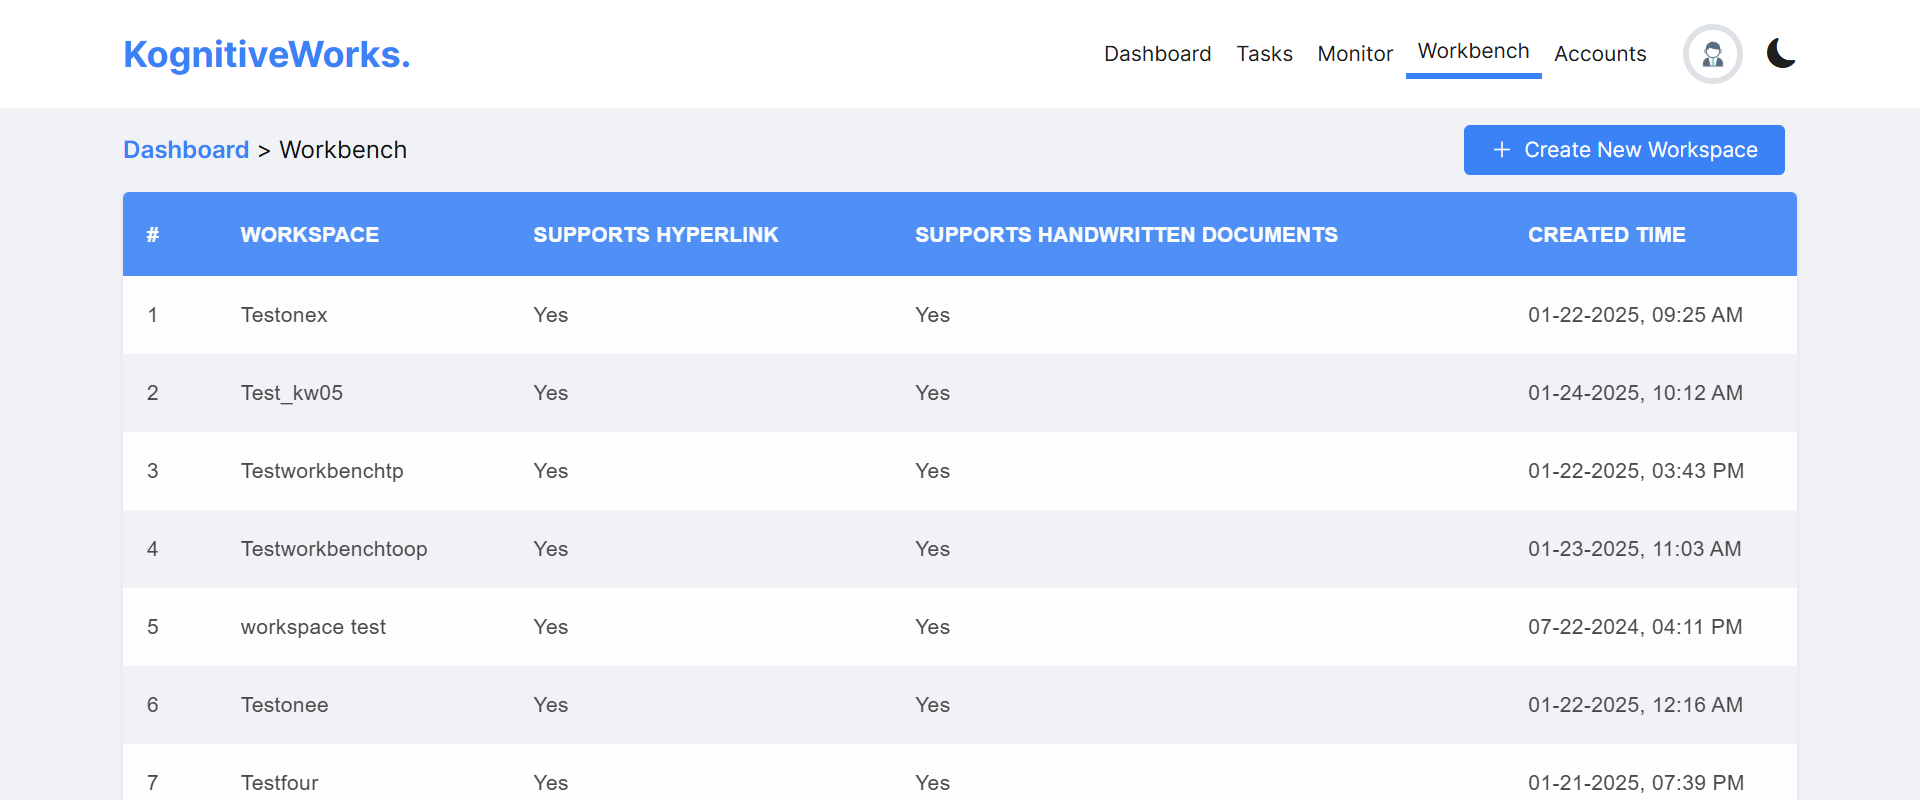 KognitiveWorks.
Dashboard Tasks Monitor Workbench Accounts
Dashboard > Workbench
+ Create New Workspace
# WORKSPACE SUPPORTS HYPERLINK SUPPORTS HANDWRITTEN DOCUMENTS CREATED TIME
1 Testonex Yes Yes 01-22-2025, 09:25 AM
2 Test_kw05 Yes Yes 01-24-2025, 10:12 AM
3 Testworkbenchtp Yes Yes 01-22-2025, 03:43 PM
4 Testworkbenchtoop Yes Yes 01-23-2025, 11:03 AM
5 workspace test Yes Yes 07-22-2024, 04:11 PM
6 Testonee Yes Yes 01-22-2025, 12:16 AM
7 Testfour Yes Yes 01-21-2025, 07:39 PM